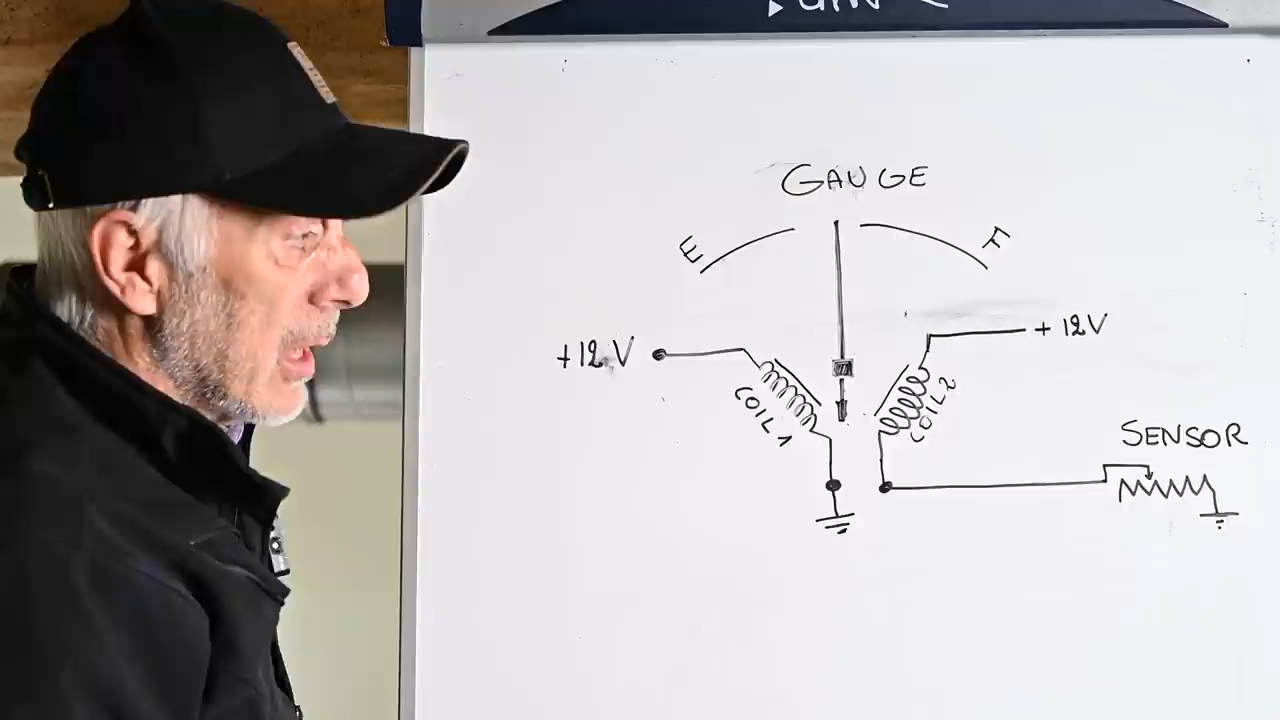 GAUGE
E
F
+12V
+12V
COIL 1
COIL 2
SENSOR